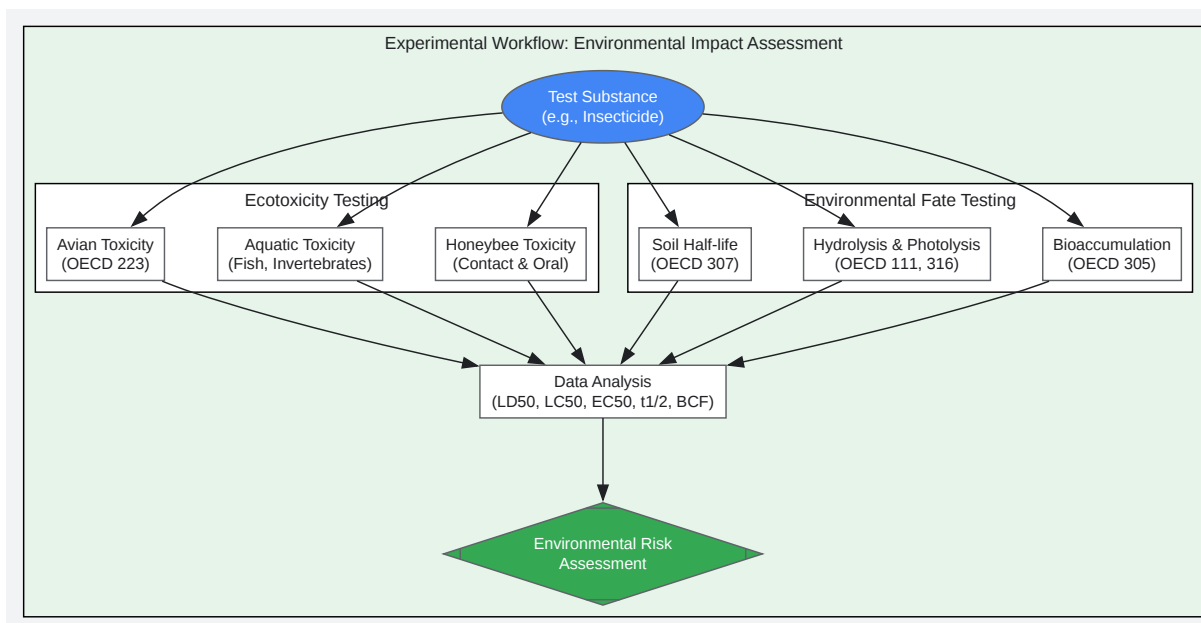 Experimental Workflow: Environmental Impact Assessment
Test Substance
(e.g., Insecticide)
Ecotoxicity Testing
Environmental Fate Testing
Avian Toxicity
(OECD 223)
Aquatic Toxicity
(Fish, Invertebrates)
Honeybee Toxicity
(Contact & Oral)
Soil Half-life
(OECD 307)
Hydrolysis & Photolysis
(OECD 111, 316)
Bioaccumulation
(OECD 305)
Data Analysis
(LD50, LC50, EC50, t1/2, BCF)
Environmental Risk
Assessment